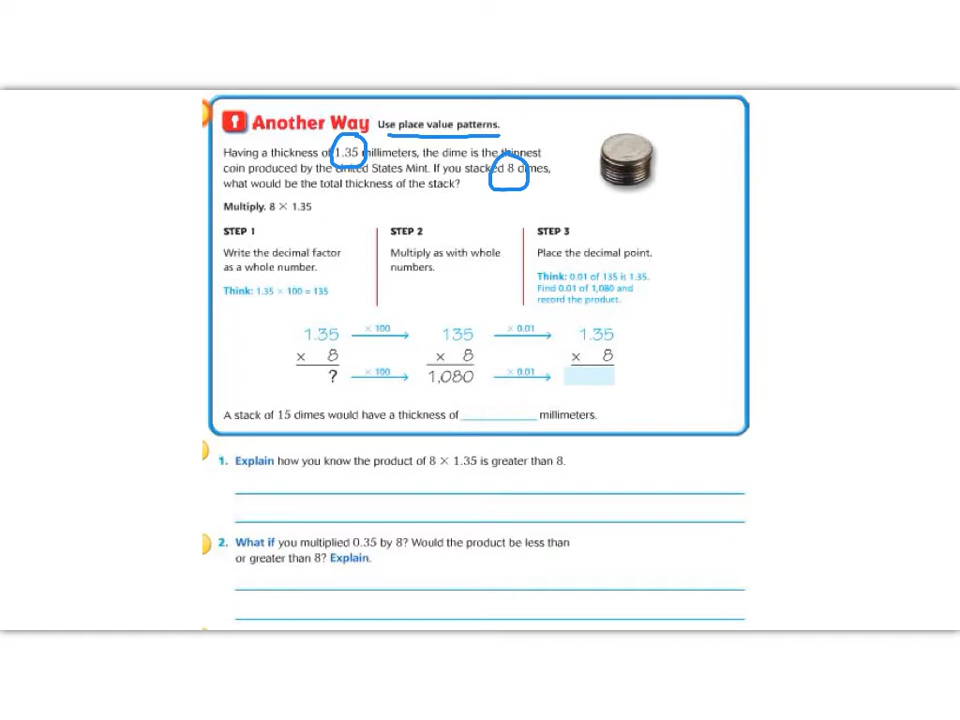 Another Way Use place value patterns.
Having a thickness of 1.35 millimeters, the dime is the thinnest
coin produced by the United States Mint. If you stacked 8 dimes,
what would be the total thickness of the stack?
Multiply. 8 × 1.35
STEP 1
Write the decimal factor
as a whole number.
Think: 1.35 × 100 = 135
STEP 2
Multiply as with whole
numbers.
STEP 3
Place the decimal point.
Think: 0.01 of 135 is 1.35.
Find 0.01 of 1,080 and
record the product.
1.35 × 100 135 × 0.01 1.35
× 8 × 8 × 8
? × 100 1,080 × 0.01
A stack of 15 dimes would have a thickness of millimeters.
1. Explain how you know the product of 8 × 1.35 is greater than 8.
2. What if you multiplied 0.35 by 8? Would the product be less than
or greater than 8? Explain.